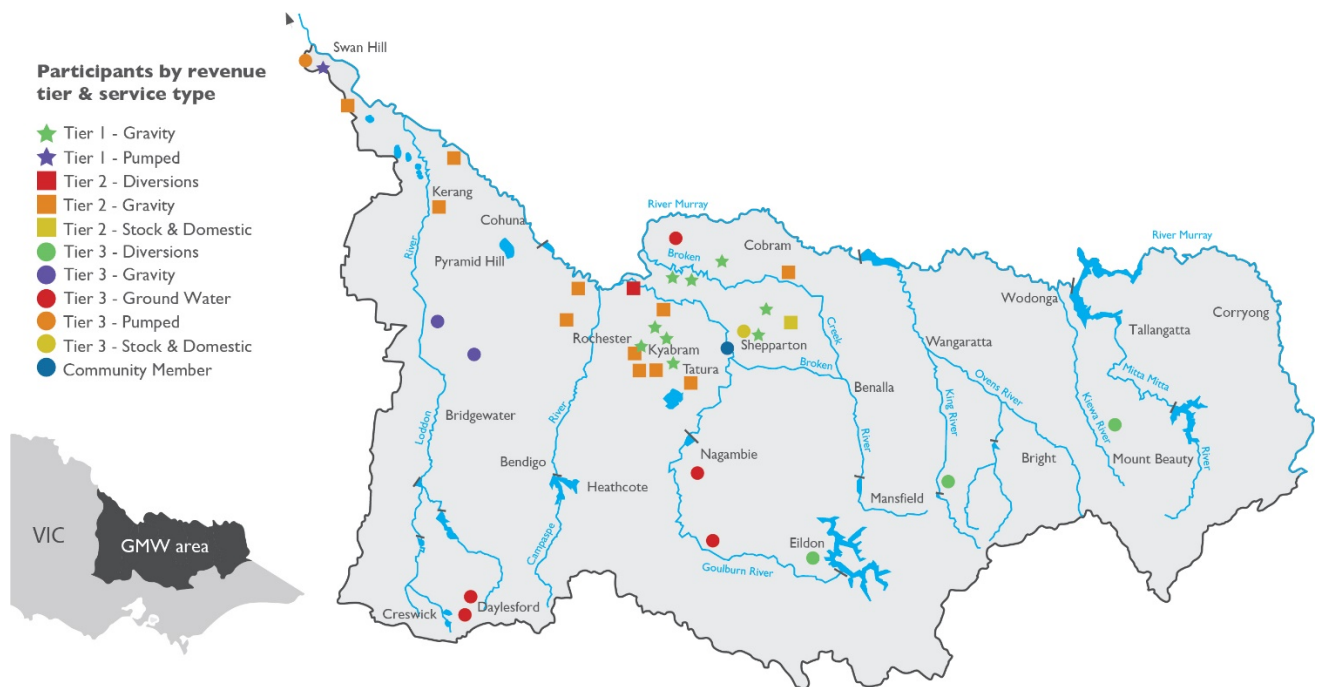 Participants by revenue
tier & service type
Tier 1 - Gravity
Tier 1 - Pumped
Tier 2 - Diversions
Tier 2 - Gravity
Tier 2 - Stock & Domestic
Tier 3 - Diversions
Tier 3 - Gravity
Tier 3 - Ground Water
Tier 3 - Pumped
Tier 3 - Stock & Domestic
Community Member
VIC
GMW area
Swan Hill
Kerang
Cohuna
River
Pyramid Hill
River Murray
Cobram
Broken
River Murray
Wodonga
Tallangatta
Corryong
Rochester
Kyabram
Shepparton
Creek
Wangaratta
Tatura
Broken
Benalla
Ovens River
Mitta Mitta
Bridgewater
Loddon
River
King River
Kiewa River
River
Nagambie
River
Bright
Mount Beauty
Bendigo
Heathcote
Mansfield
Campaspe
Eildon
Goulburn River
Creswick
Daylesford